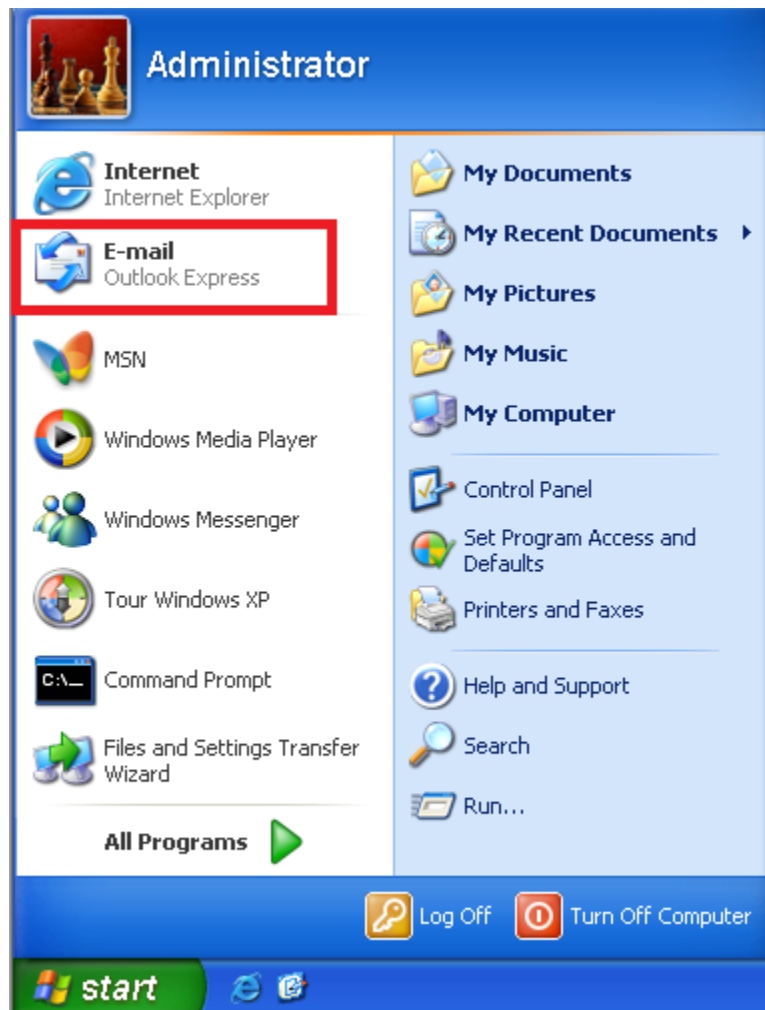 Administrator
Internet
Internet Explorer
E-mail
Outlook Express
MSN
Windows Media Player
Windows Messenger
Tour Windows XP
C:\_
Command Prompt
Files and Settings Transfer
Wizard
All Programs
My Documents
My Recent Documents
My Pictures
My Music
My Computer
Control Panel
Set Program Access and
Defaults
Printers and Faxes
Help and Support
Search
Run...
Log Off
Turn Off Computer
start